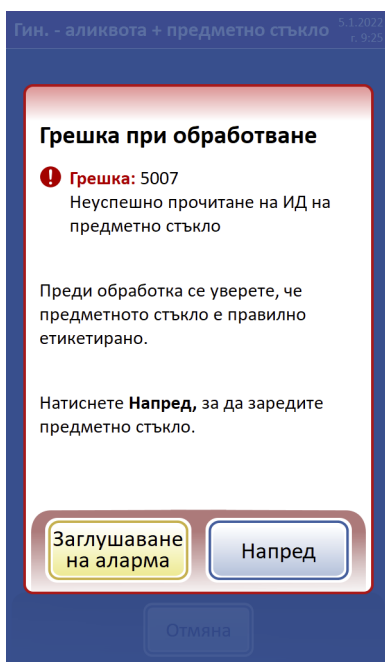 Гин. - аликвота + предметно стъкло
5.1.2022
г. 9:25
Грешка при обработване
Грешка: 5007
Неуспешно прочитане на ИД на
предметно стъкло
Преди обработка се уверете, че
предметното стъкло е правилно
етикетирано.
Натиснете Напред, за да заредите
предметно стъкло.
Заглушаване
на аларма
Напред
Отмяна